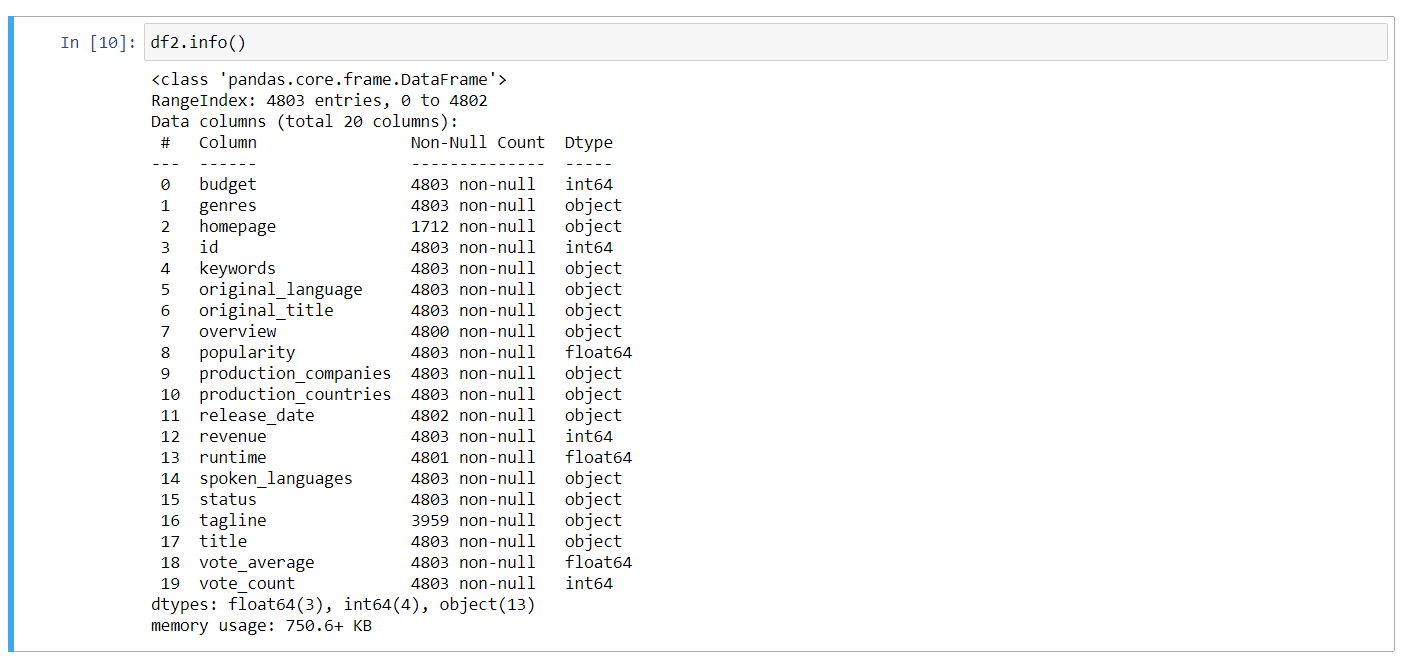 In [10]: df2.info()
<class 'pandas.core.frame.DataFrame'>
RangeIndex: 4803 entries, 0 to 4802
Data columns (total 20 columns):
 #   Column                Non-Null Count  Dtype
---  ------                --------------  -----
 0   budget                4803 non-null   int64
 1   genres                4803 non-null   object
 2   homepage              1712 non-null   object
 3   id                    4803 non-null   int64
 4   keywords              4803 non-null   object
 5   original_language     4803 non-null   object
 6   original_title        4803 non-null   object
 7   overview              4800 non-null   object
 8   popularity            4803 non-null   float64
 9   production_companies  4803 non-null   object
 10  production_countries  4803 non-null   object
 11  release_date          4802 non-null   object
 12  revenue               4803 non-null   int64
 13  runtime               4801 non-null   float64
 14  spoken_languages      4803 non-null   object
 15  status                4803 non-null   object
 16  tagline               3959 non-null   object
 17  title                 4803 non-null   object
 18  vote_average          4803 non-null   float64
 19  vote_count            4803 non-null   int64
dtypes: float64(3), int64(4), object(13)
memory usage: 750.6+ KB